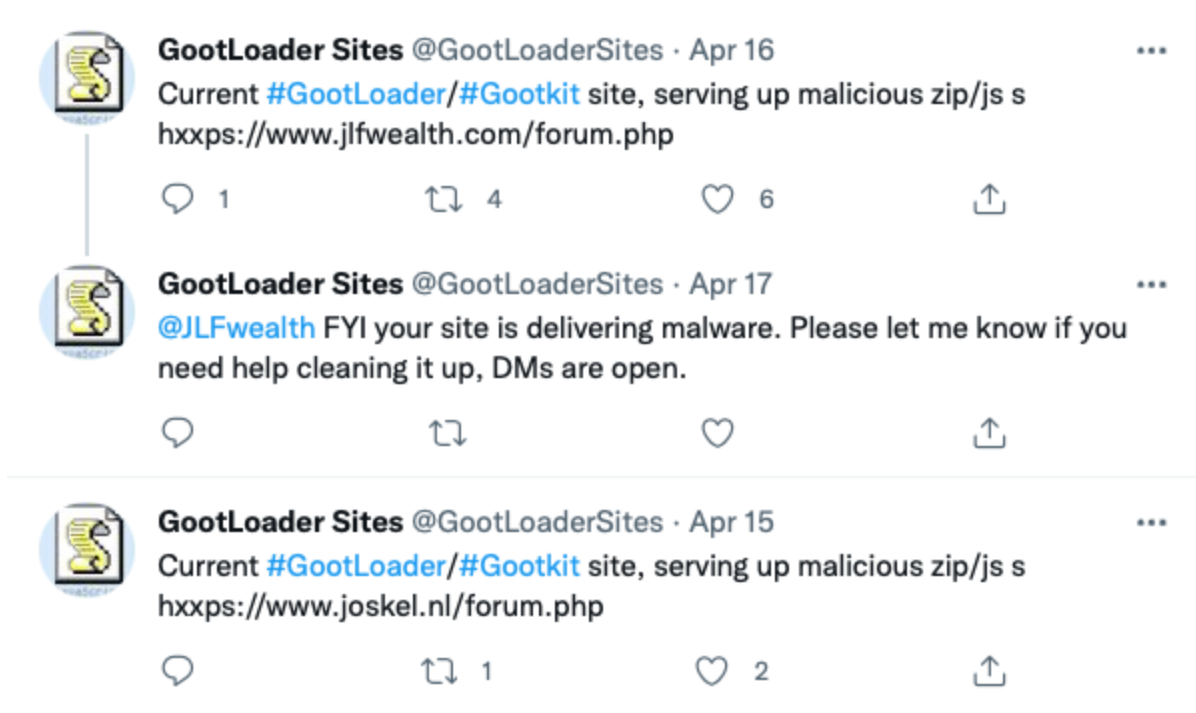 GootLoader Sites @GootLoaderSites · Apr 16
Current #GootLoader/#Gootkit site, serving up malicious zip/js s
hxxps://www.jlfwealth.com/forum.php
1 4 6
GootLoader Sites @GootLoaderSites · Apr 17
@JLFwealth FYI your site is delivering malware. Please let me know if you
need help cleaning it up, DMs are open.
GootLoader Sites @GootLoaderSites · Apr 15
Current #GootLoader/#Gootkit site, serving up malicious zip/js s
hxxps://www.joskel.nl/forum.php
1 2